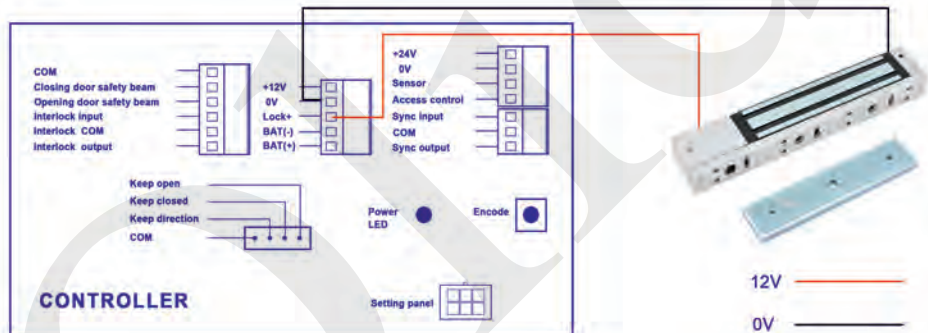 COM
Closing door safety beam
Opening door safety beam
Interlock input
Interlock COM
Interlock output
+12V
0V
Lock+
BAT(-)
BAT(+)
+24V
0V
Sensor
Access control
Sync input
COM
Sync output
Keep open
Keep closed
Keep direction
COM
Power
LED
Encode
CONTROLLER
Setting panel
12V
0V